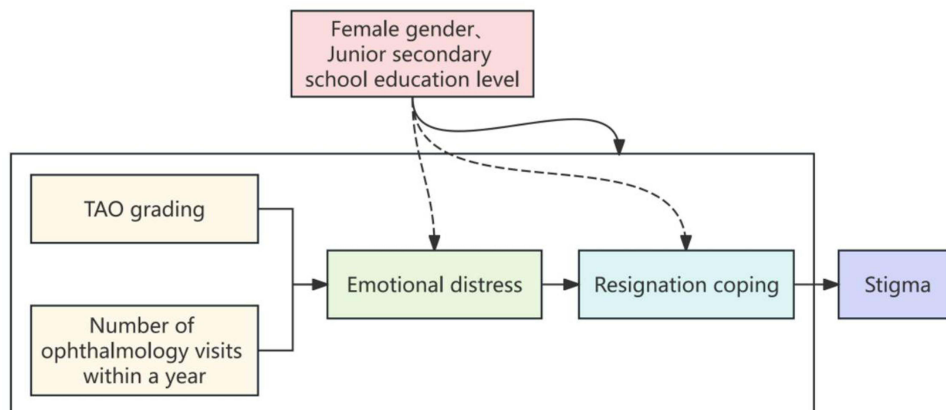 Female gender、
Junior secondary
school education level
TAO grading
Number of
ophthalmology visits
within a year
Emotional distress
Resignation coping
Stigma